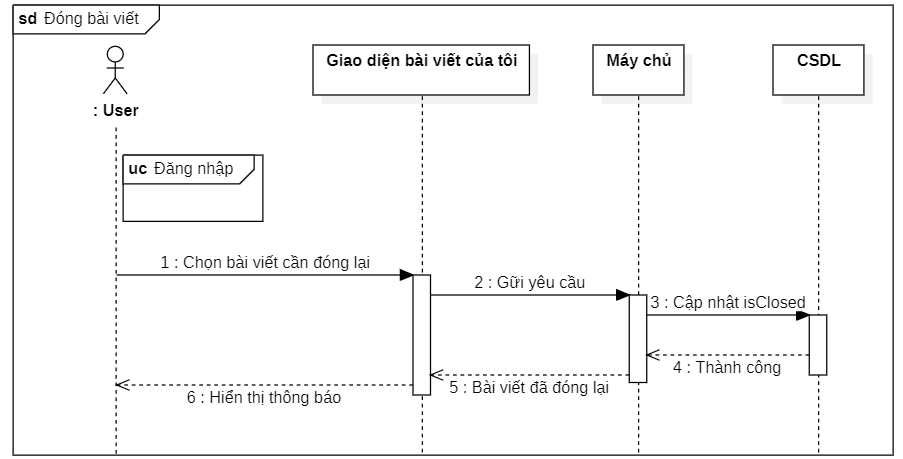 sd Đóng bài viết
: User
Giao diện bài viết của tôi
Máy chủ
CSDL
uc Đăng nhập
1 : Chọn bài viết cần đóng lại
2 : Gữi yêu cầu
3 : Cập nhật isClosed
4 : Thành công
5 : Bài viết đã đóng lại
6 : Hiển thị thông báo